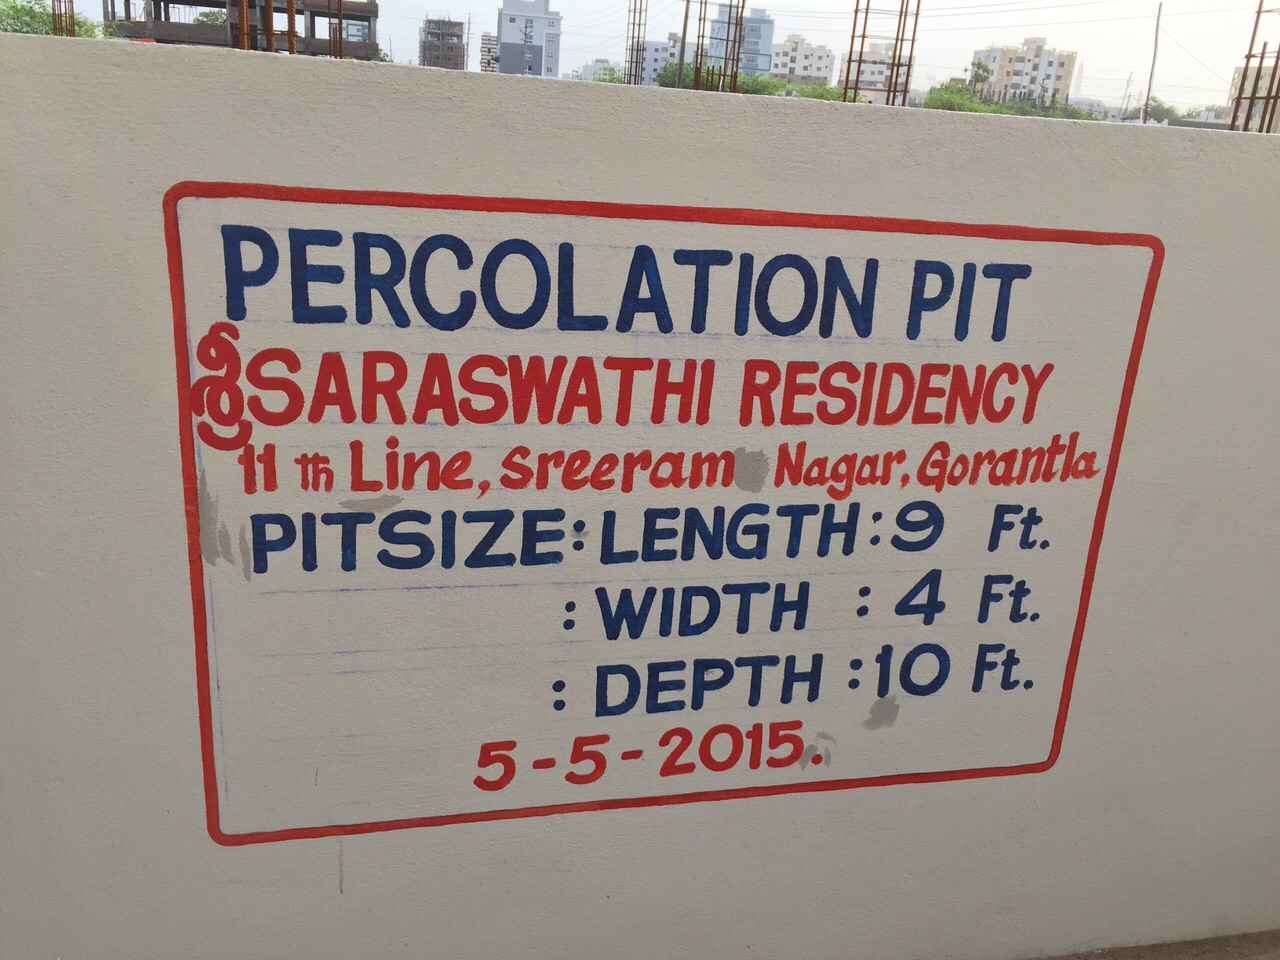 PERCOLATION PIT
శ్రీ SARASWATHI RESIDENCY
11 th Line, Sreeram Nagar, Gorantla
PITSIZE: LENGTH : 9 Ft.
: WIDTH : 4 Ft.
: DEPTH : 10 Ft.
5-5-2015.